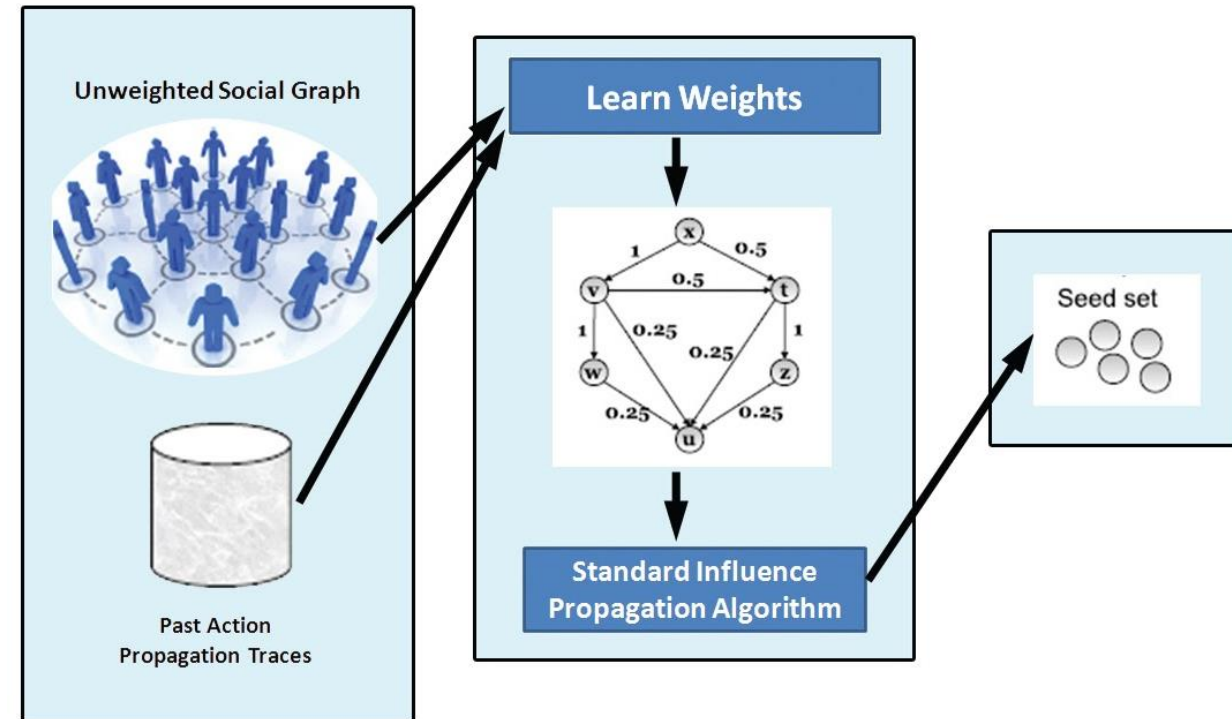 Unweighted Social Graph
Past Action
Propagation Traces
Learn Weights
x
1
0.5
v
0.5
t
1
0.25
0.25
1
w
z
0.25
0.25
u
Standard Influence
Propagation Algorithm
Seed set